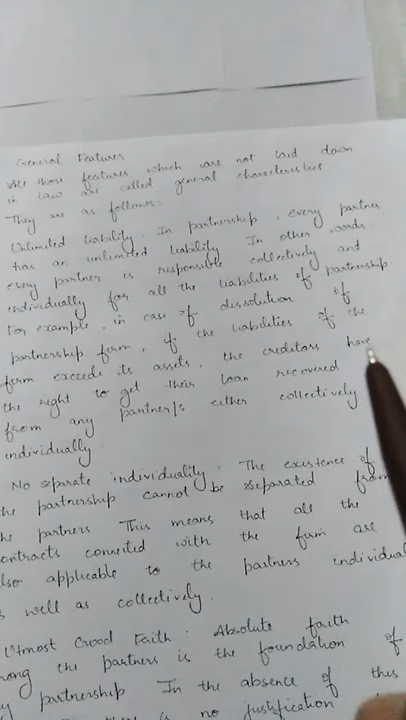 General Features
All those features which are not laid down
in law are called general characteristics
They are as follows.
Unlimited liability. In partnership, every partner
has an unlimited liability In other words.
every partner is responsible collectively and
individually for all the liabilities of partnership.
For example, in case of dissolution of
partnership firm, if the liabilities of the
firm exceede its assets, the creditors have
the right to get their loan recovered
from any partner/s either collectively
individually.
No separate individuality. The existence of
the partnership cannot be separated from
the partners This means that all the
contracts connected with the firm are
also applicable to the partners individual
as well as collectively.
Utmost Good Faith. Absolute faith
among the partners is the foundation of
partnership In the absence of this
there is no justification